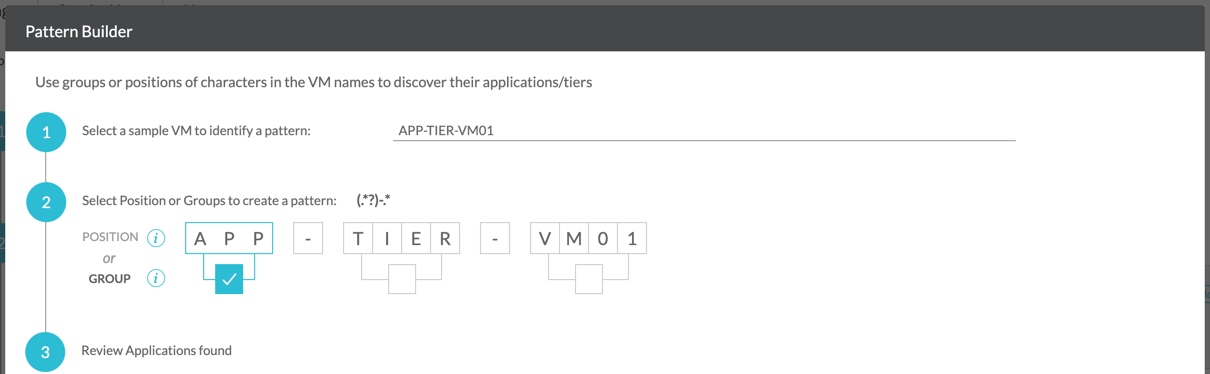 Pattern Builder
Use groups or positions of characters in the VM names to discover their applications/tiers
1 Select a sample VM to identify a pattern: APP-TIER-VM01
2 Select Position or Groups to create a pattern: (.*?)-.*
POSITION i A P P - T I E R - V M 0 1
or
GROUP i
3 Review Applications found